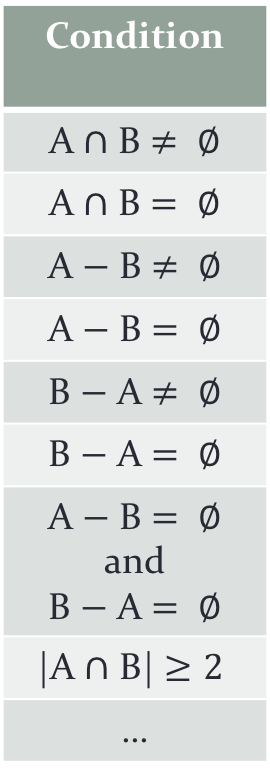 Condition
A ∩ B ≠ ∅
A ∩ B = ∅
A − B ≠ ∅
A − B = ∅
B − A ≠ ∅
B − A = ∅
A − B = ∅
and
B − A = ∅
|A ∩ B| ≥ 2
...